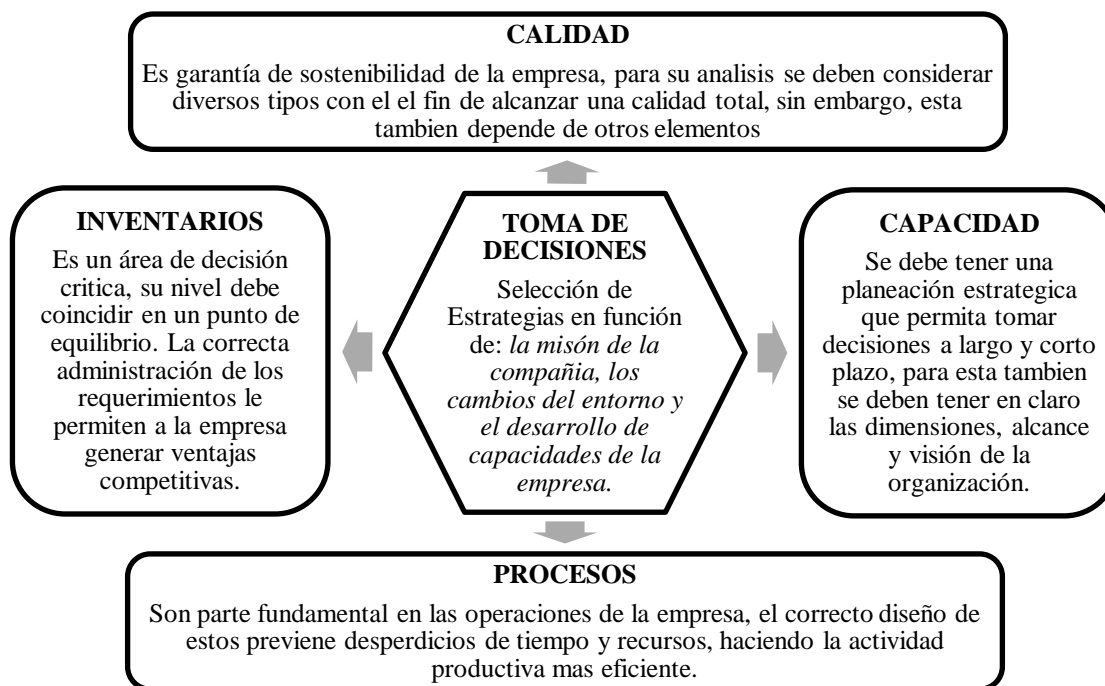 CALIDAD
Es garantía de sostenibilidad de la empresa, para su analisis se deben considerar
diversos tipos con el el fin de alcanzar una calidad total, sin embargo, esta
tambien depende de otros elementos
INVENTARIOS
Es un área de decisión
critica, su nivel debe
coincidir en un punto de
equilibrio. La correcta
administración de los
requerimientos le
permiten a la empresa
generar ventajas
competitivas.
TOMA DE
DECISIONES
Selección de
Estrategias en función
de: la misón de la
compañia, los
cambios del entorno y
el desarrollo de
capacidades de la
empresa.
CAPACIDAD
Se debe tener una
planeación estrategica
que permita tomar
decisiones a largo y corto
plazo, para esta tambien
se deben tener en claro
las dimensiones, alcance
y visión de la
organización.
PROCESOS
Son parte fundamental en las operaciones de la empresa, el correcto diseño de
estos previene desperdicios de tiempo y recursos, haciendo la actividad
productiva mas eficiente.